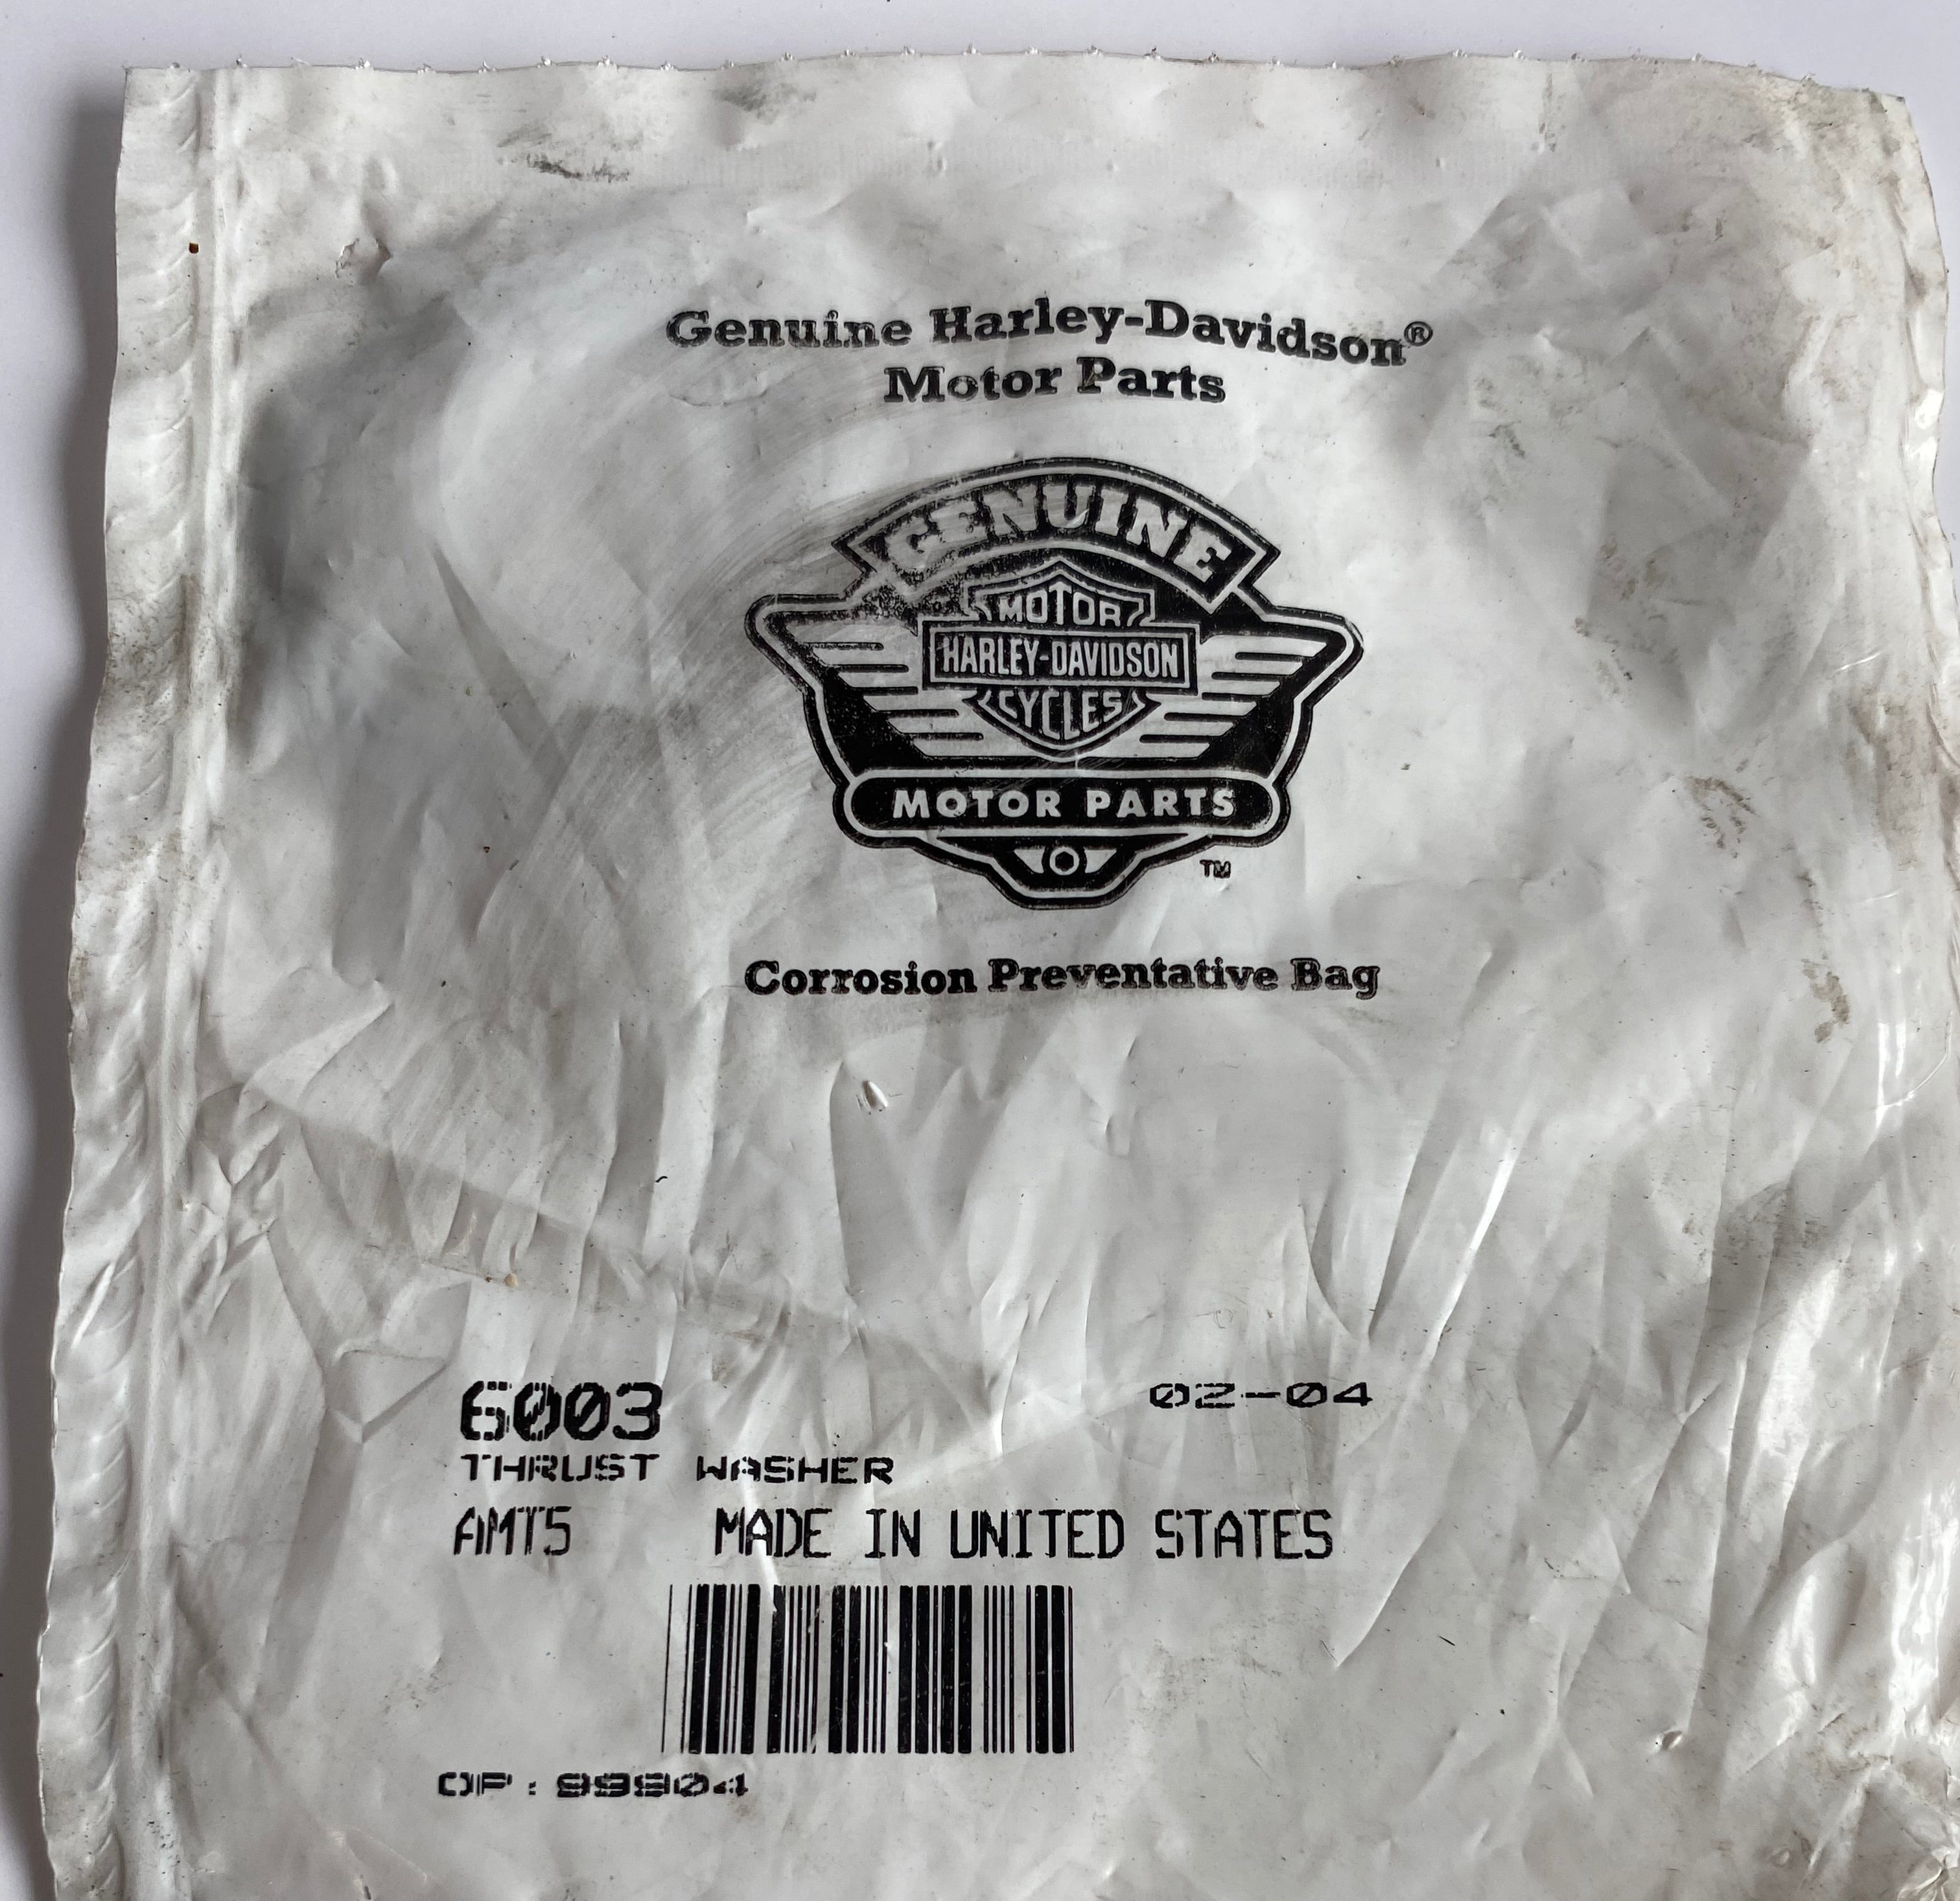 Genuine Harley-Davidson®
Motor Parts
GENUINE
MOTOR
HARLEY-DAVIDSON
CYCLES
MOTOR PARTS
TM
Corrosion Preventative Bag
6003 02-04
THRUST WASHER
AMT5 MADE IN UNITED STATES
OP: 99904